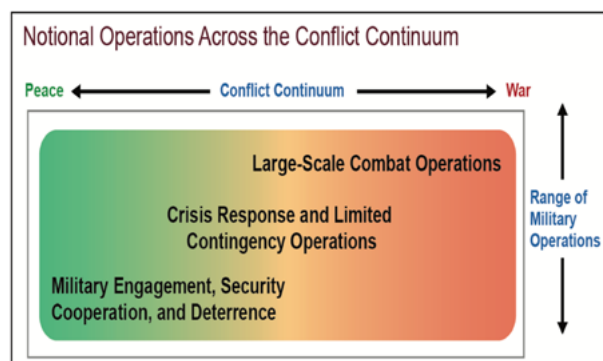 Notional Operations Across the Conflict Continuum
Peace Conflict Continuum War
Large-Scale Combat Operations
Crisis Response and Limited
Contingency Operations
Military Engagement, Security
Cooperation, and Deterrence
Range of
Military
Operations